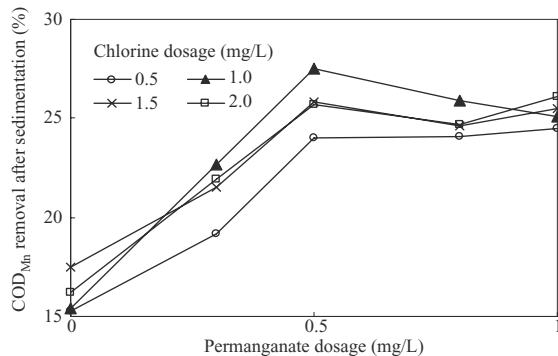 30
Chlorine dosage (mg/L)
0.5 1.0
1.5 2.0
25
20
15
0 0.5 1
Permanganate dosage (mg/L)
COD_Mn removal after sedimentation (%)